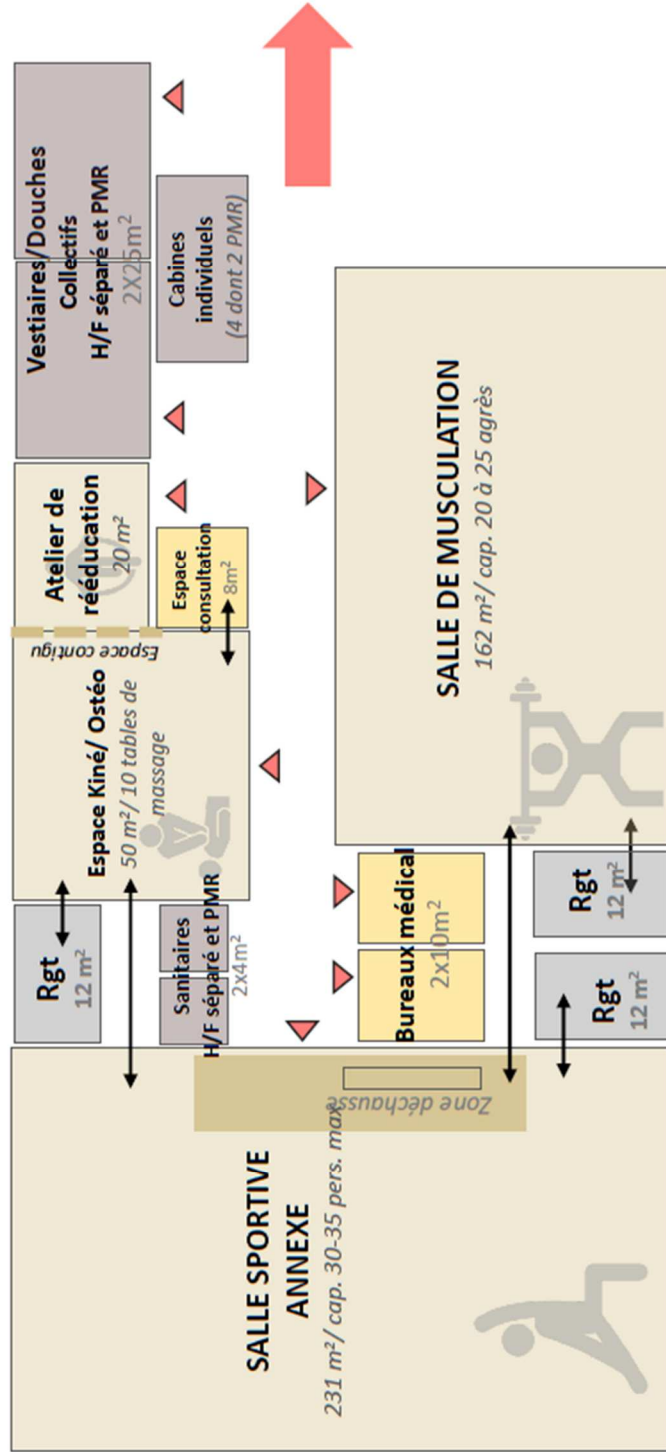 Vestiaires/Douches
Collectifs
H/F séparé et PMR
2X25m²
Cabines
individuels
(4 dont 2 PMR)
Atelier de
rééducation
20 m²
Espace
consultation
8m²
Espace contigu
Espace Kiné/ Ostéo
50 m²/ 10 tables de
massage
SALLE DE MUSCULATION
162 m²/ cap. 20 à 25 agrès
Rgt
12 m²
Sanitaires
H/F séparé et PMR
2x4m²
Bureaux médical
2x10m²
Rgt
12 m²
Rgt
12 m²
Zone déchaussé
SALLE SPORTIVE
ANNEXE
231 m²/ cap. 30-35 pers. max